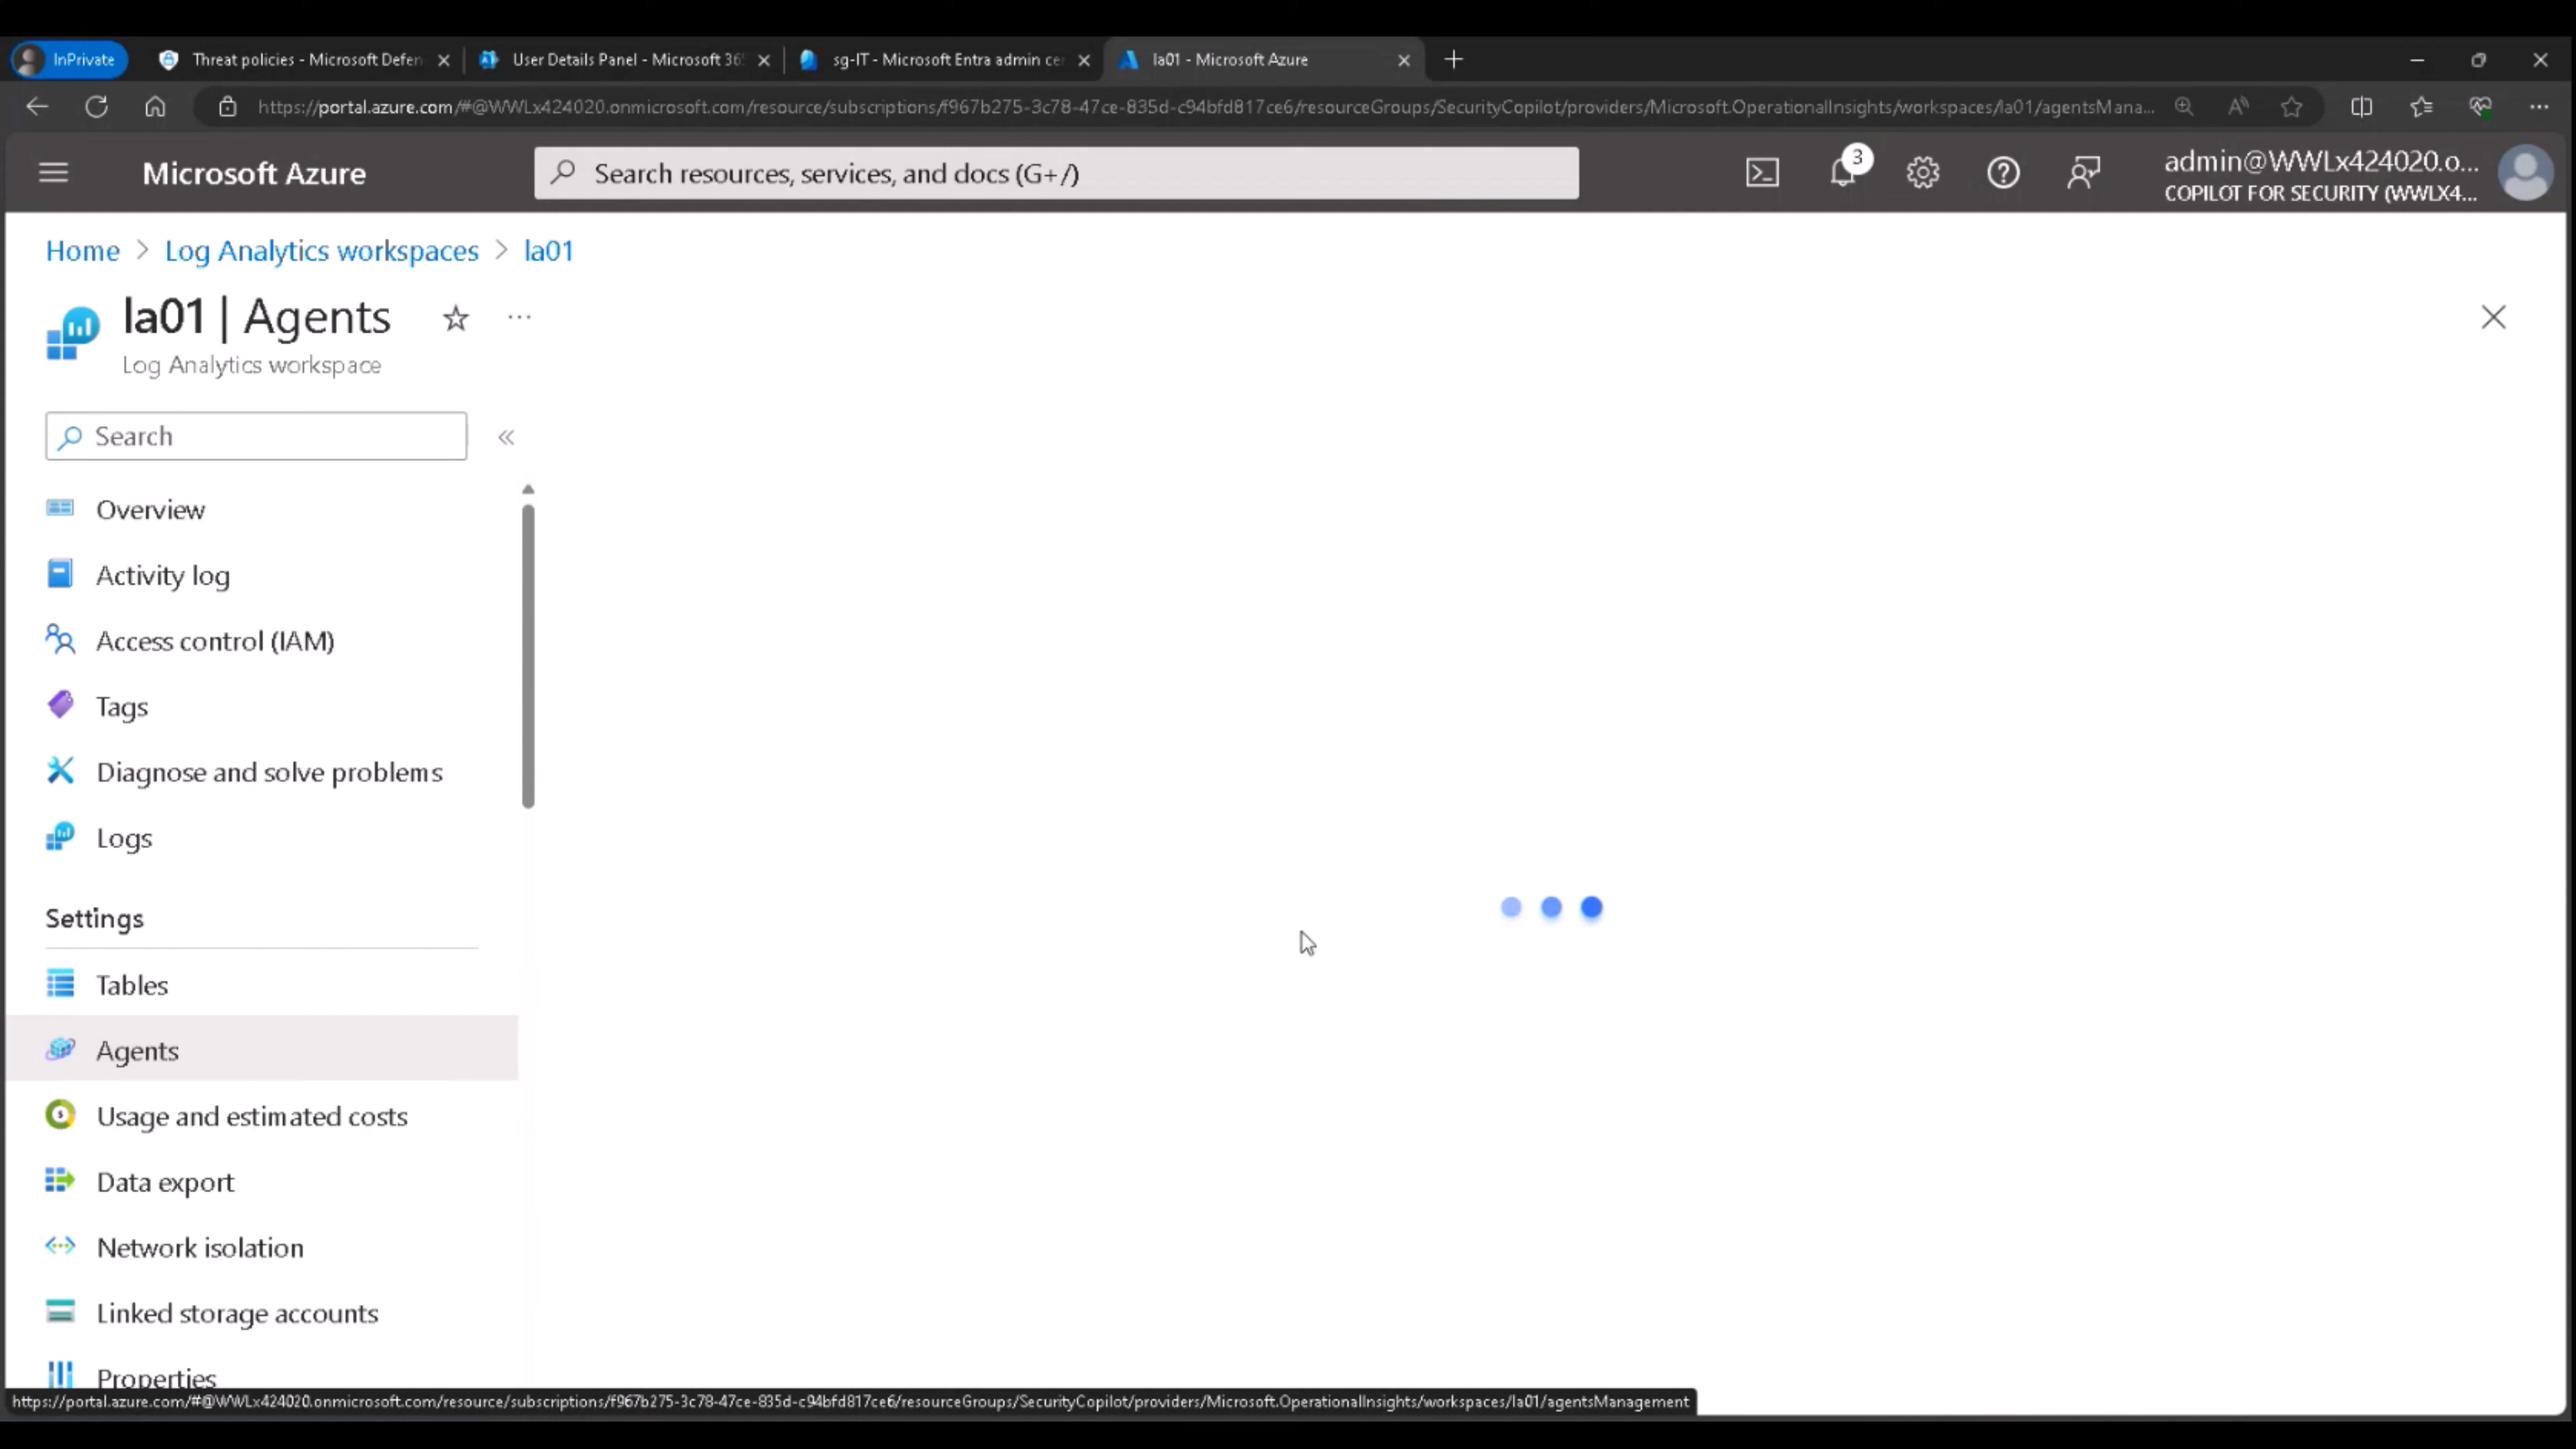 InPrivate
Threat policies - Microsoft Defen
User Details Panel - Microsoft 36
sg-IT - Microsoft Entra admin ce
la01 - Microsoft Azure
https://portal.azure.com/#@WWLx424020.onmicrosoft.com/resource/subscriptions/f967b275-3c78-47ce-835d-c94bfd817ce6/resourceGroups/SecurityCopilot/providers/Microsoft.OperationalInsights/workspaces/la01/agentsMana...
Microsoft Azure
Search resources, services, and docs (G+/)
3
admin@WWLx424020.o...
COPILOT FOR SECURITY (WWLX4...
Home > Log Analytics workspaces > la01
la01 | Agents
Log Analytics workspace
Search
Overview
Activity log
Access control (IAM)
Tags
Diagnose and solve problems
Logs
Settings
Tables
Agents
Usage and estimated costs
Data export
Network isolation
Linked storage accounts
Properties
https://portal.azure.com/#@WWLx424020.onmicrosoft.com/resource/subscriptions/f967b275-3c78-47ce-835d-c94bfd817ce6/resourceGroups/SecurityCopilot/providers/Microsoft.OperationalInsights/workspaces/la01/agentsManagement